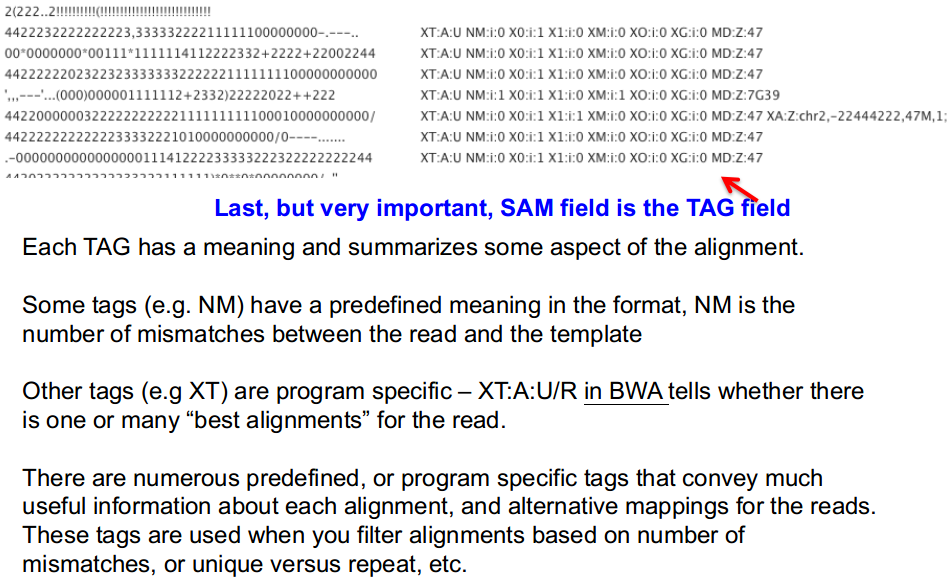 2(222..2!!!!!!!!!!(!!!!!!!!!!!!!!!!!!!!!!!!!!!!
44222322222222223,33333222211111100000000-.---.. XT:A:U NM:i:0 X0:i:1 X1:i:0 XM:i:0 XO:i:0 XG:i:0 MD:Z:47
00*0000000*00111*1111114112222332+2222+22002244 XT:A:U NM:i:0 X0:i:1 X1:i:0 XM:i:0 XO:i:0 XG:i:0 MD:Z:47
44222222023222323333333222222211111111100000000000 XT:A:U NM:i:0 X0:i:1 X1:i:0 XM:i:0 XO:i:0 XG:i:0 MD:Z:47
',,,---'...(000)000001111112+2332)22222022++222 XT:A:U NM:i:1 X0:i:1 X1:i:0 XM:i:1 XO:i:0 XG:i:0 MD:Z:7G39
44220000003222222222221111111111100010000000000/ XT:A:U NM:i:0 X0:i:1 X1:i:1 XM:i:0 XO:i:0 XG:i:0 MD:Z:47 XA:Z:chr2,-22444222,47M,1;
44222222222222233332221010000000000/0----....... XT:A:U NM:i:0 X0:i:1 X1:i:0 XM:i:0 XO:i:0 XG:i:0 MD:Z:47
.-00000000000000001114122223333322232222222222244 XT:A:U NM:i:0 X0:i:1 X1:i:0 XM:i:0 XO:i:0 XG:i:0 MD:Z:47
Last, but very important, SAM field is the TAG field
Each TAG has a meaning and summarizes some aspect of the alignment.
Some tags (e.g. NM) have a predefined meaning in the format, NM is the
number of mismatches between the read and the template
Other tags (e.g XT) are program specific – XT:A:U/R in BWA tells whether there
is one or many “best alignments” for the read.
There are numerous predefined, or program specific tags that convey much
useful information about each alignment, and alternative mappings for the reads.
These tags are used when you filter alignments based on number of
mismatches, or unique versus repeat, etc.